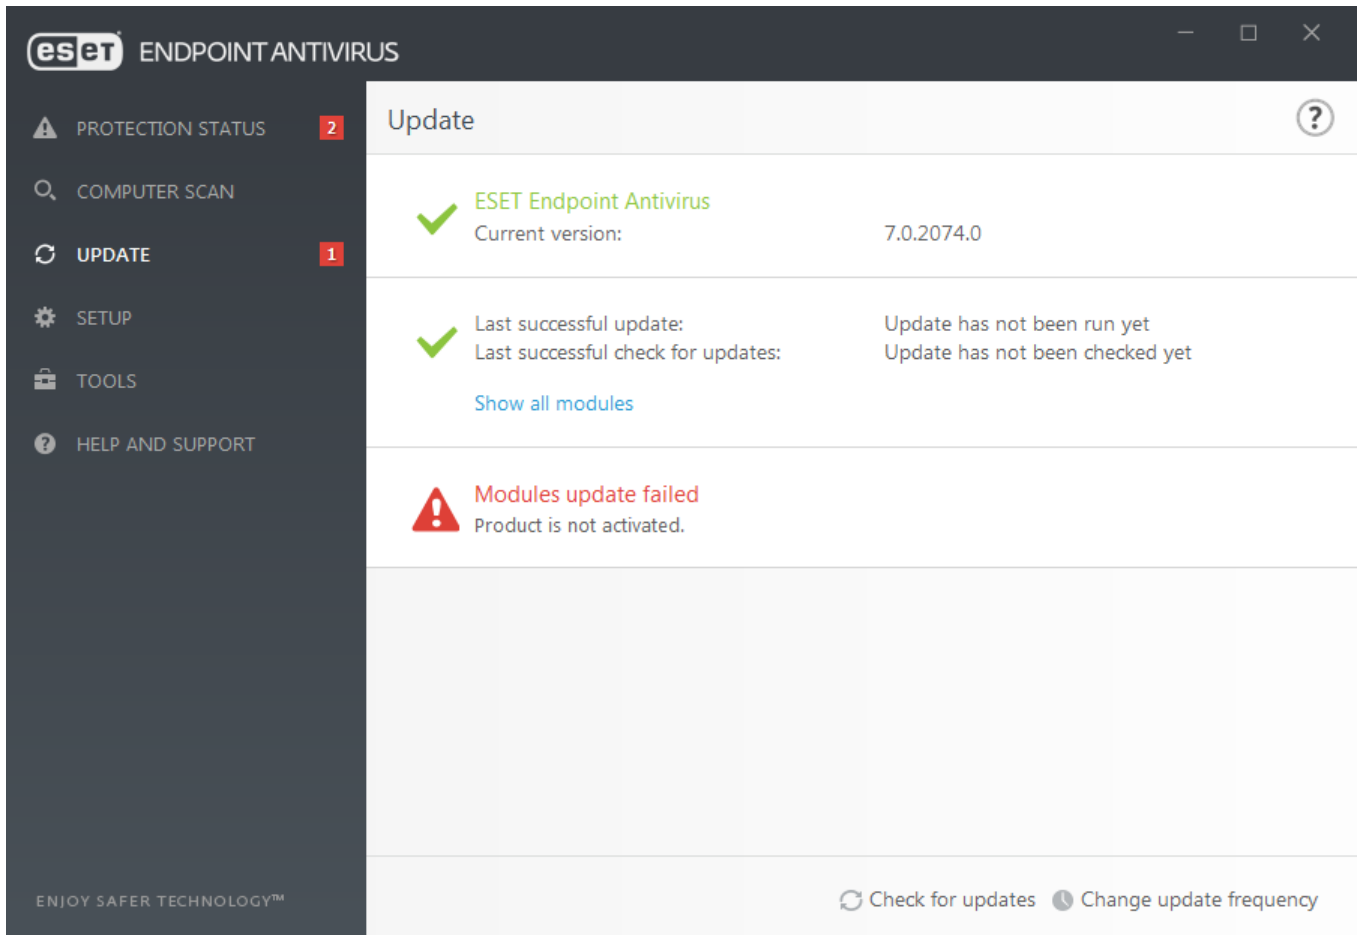 eset ENDPOINT ANTIVIRUS
PROTECTION STATUS 2
COMPUTER SCAN
UPDATE 1
SETUP
TOOLS
HELP AND SUPPORT
ENJOY SAFER TECHNOLOGY™
Update
?
ESET Endpoint Antivirus
Current version: 7.0.2074.0
Last successful update: Update has not been run yet
Last successful check for updates: Update has not been checked yet
Show all modules
Modules update failed
Product is not activated.
Check for updates Change update frequency